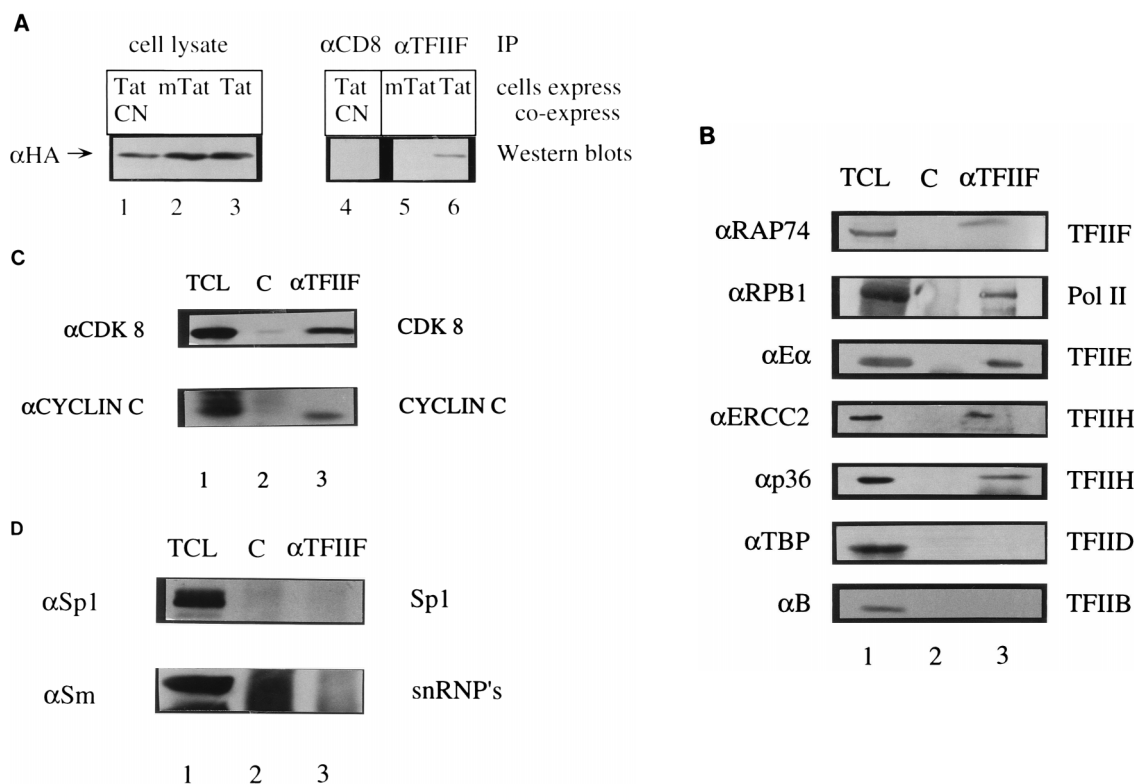 A
cell lysate αCD8 αTFIIF IP
Tat mTat Tat Tat mTat Tat cells express
CN CN co-express
αHA → Western blots
1 2 3 4 5 6
B
TCL C αTFIIF
αRAP74 TFIIF
αRPB1 Pol II
αEα TFIIE
αERCC2 TFIIH
αp36 TFIIH
αTBP TFIID
αB TFIIB
1 2 3
C
TCL C αTFIIF
αCDK 8 CDK 8
αCYCLIN C CYCLIN C
1 2 3
D
TCL C αTFIIF
αSp1 Sp1
αSm snRNP's
1 2 3